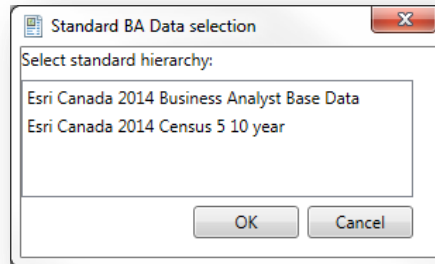 Standard BA Data selection
Select standard hierarchy:
Esri Canada 2014 Business Analyst Base Data
Esri Canada 2014 Census 5 10 year
OK Cancel